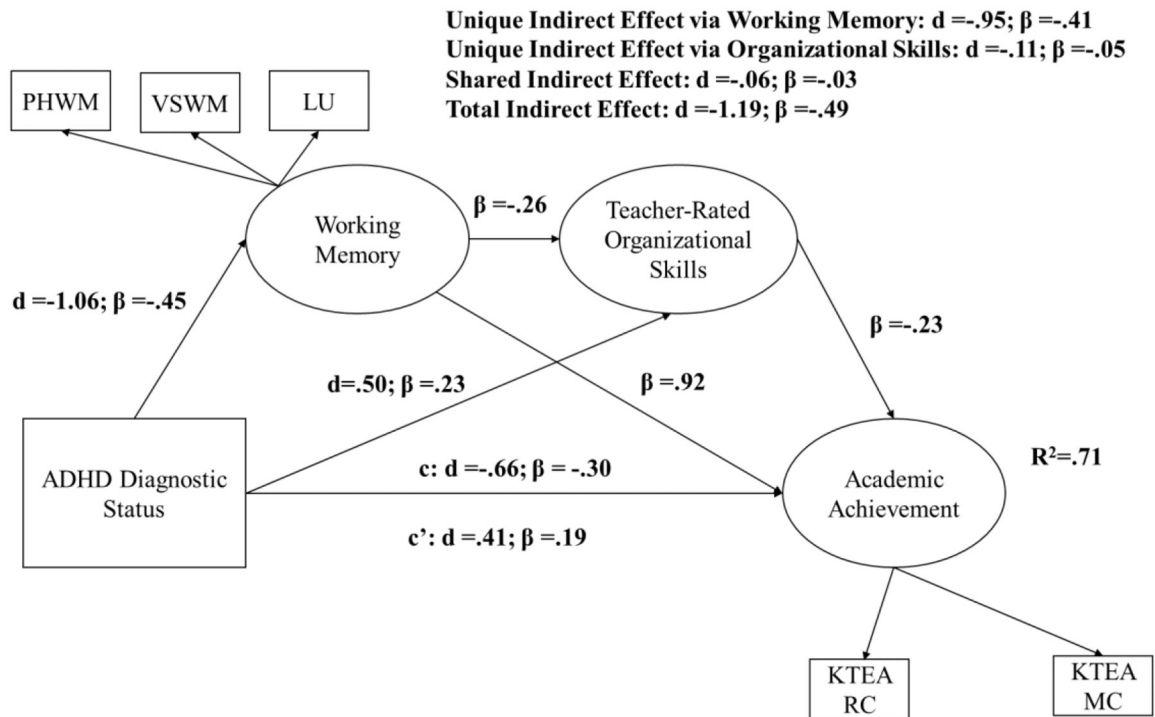 Unique Indirect Effect via Working Memory: d =-.95; β =-.41
Unique Indirect Effect via Organizational Skills: d =-.11; β =-.05
Shared Indirect Effect: d =-.06; β =-.03
Total Indirect Effect: d =-1.19; β =-.49
PHWM
VSWM
LU
Working
Memory
β =-.26
Teacher-Rated
Organizational
Skills
d =-1.06; β =-.45
β =-.23
d=.50; β =.23
β =.92
ADHD Diagnostic
Status
c: d =-.66; β = -.30
c’: d =.41; β =.19
Academic
Achievement
R²=.71
KTEA
RC
KTEA
MC